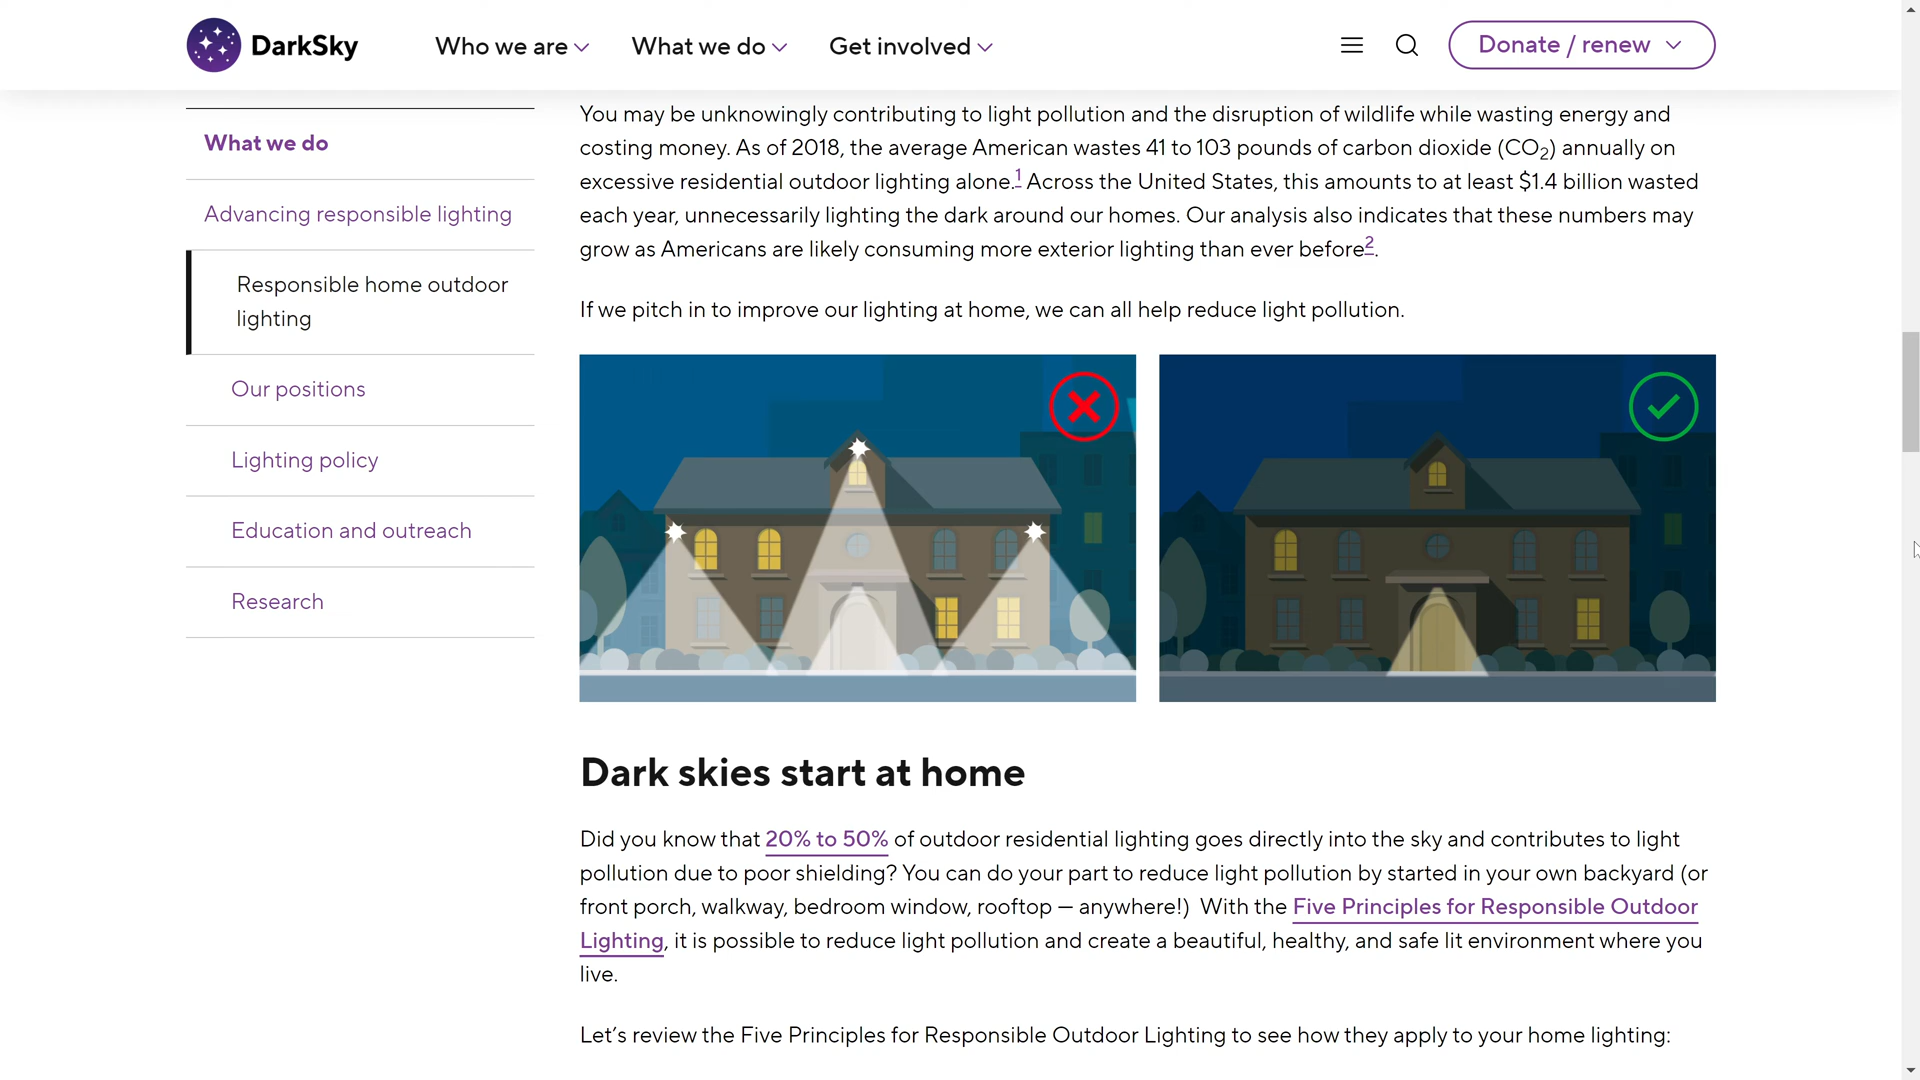 DarkSky
Who we are
What we do
Get involved
Donate / renew
What we do
Advancing responsible lighting
Responsible home outdoor
lighting
Our positions
Lighting policy
Education and outreach
Research
You may be unknowingly contributing to light pollution and the disruption of wildlife while wasting energy and
costing money. As of 2018, the average American wastes 41 to 103 pounds of carbon dioxide (CO₂) annually on
excessive residential outdoor lighting alone.¹ Across the United States, this amounts to at least $1.4 billion wasted
each year, unnecessarily lighting the dark around our homes. Our analysis also indicates that these numbers may
grow as Americans are likely consuming more exterior lighting than ever before².
If we pitch in to improve our lighting at home, we can all help reduce light pollution.
Dark skies start at home
Did you know that 20% to 50% of outdoor residential lighting goes directly into the sky and contributes to light
pollution due to poor shielding? You can do your part to reduce light pollution by started in your own backyard (or
front porch, walkway, bedroom window, rooftop — anywhere!) With the Five Principles for Responsible Outdoor
Lighting, it is possible to reduce light pollution and create a beautiful, healthy, and safe lit environment where you
live.
Let's review the Five Principles for Responsible Outdoor Lighting to see how they apply to your home lighting: